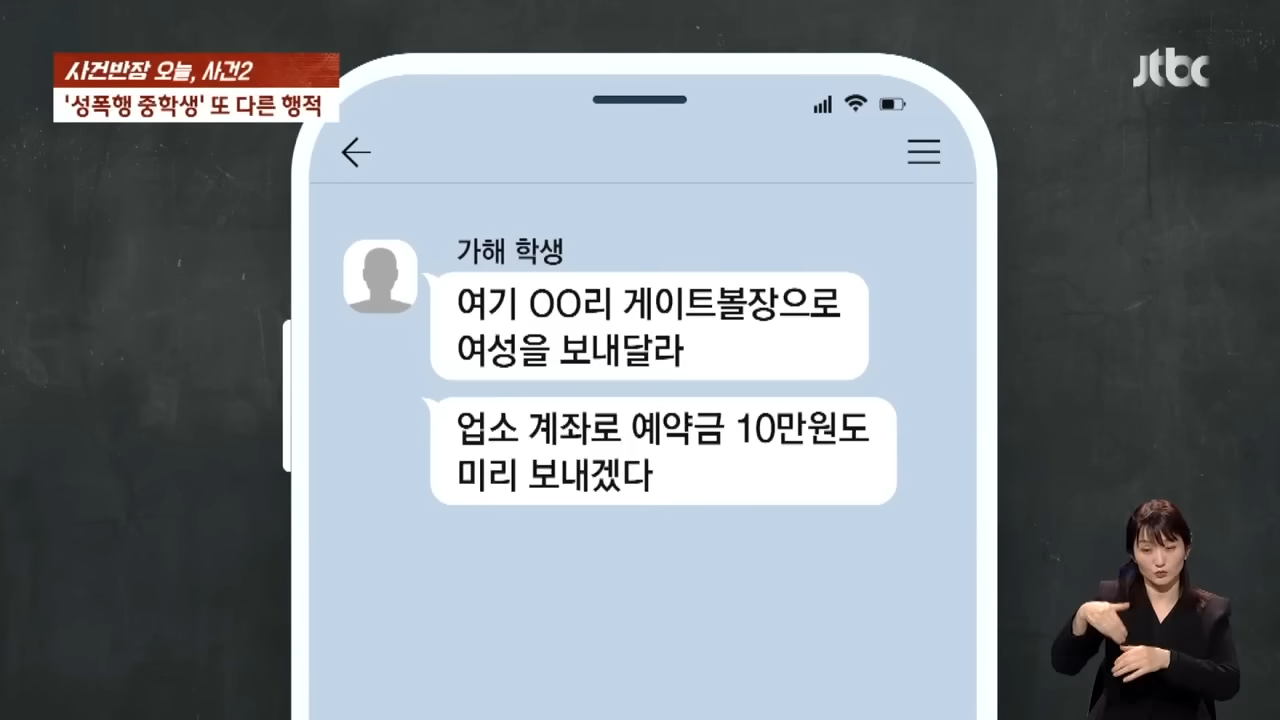 사건반장 오늘, 사건2
'성폭행 중학생' 또 다른 행적
jtbc
가해 학생
여기 OO리 게이트볼장으로
여성을 보내달라
업소 계좌로 예약금 10만원도
미리 보내겠다